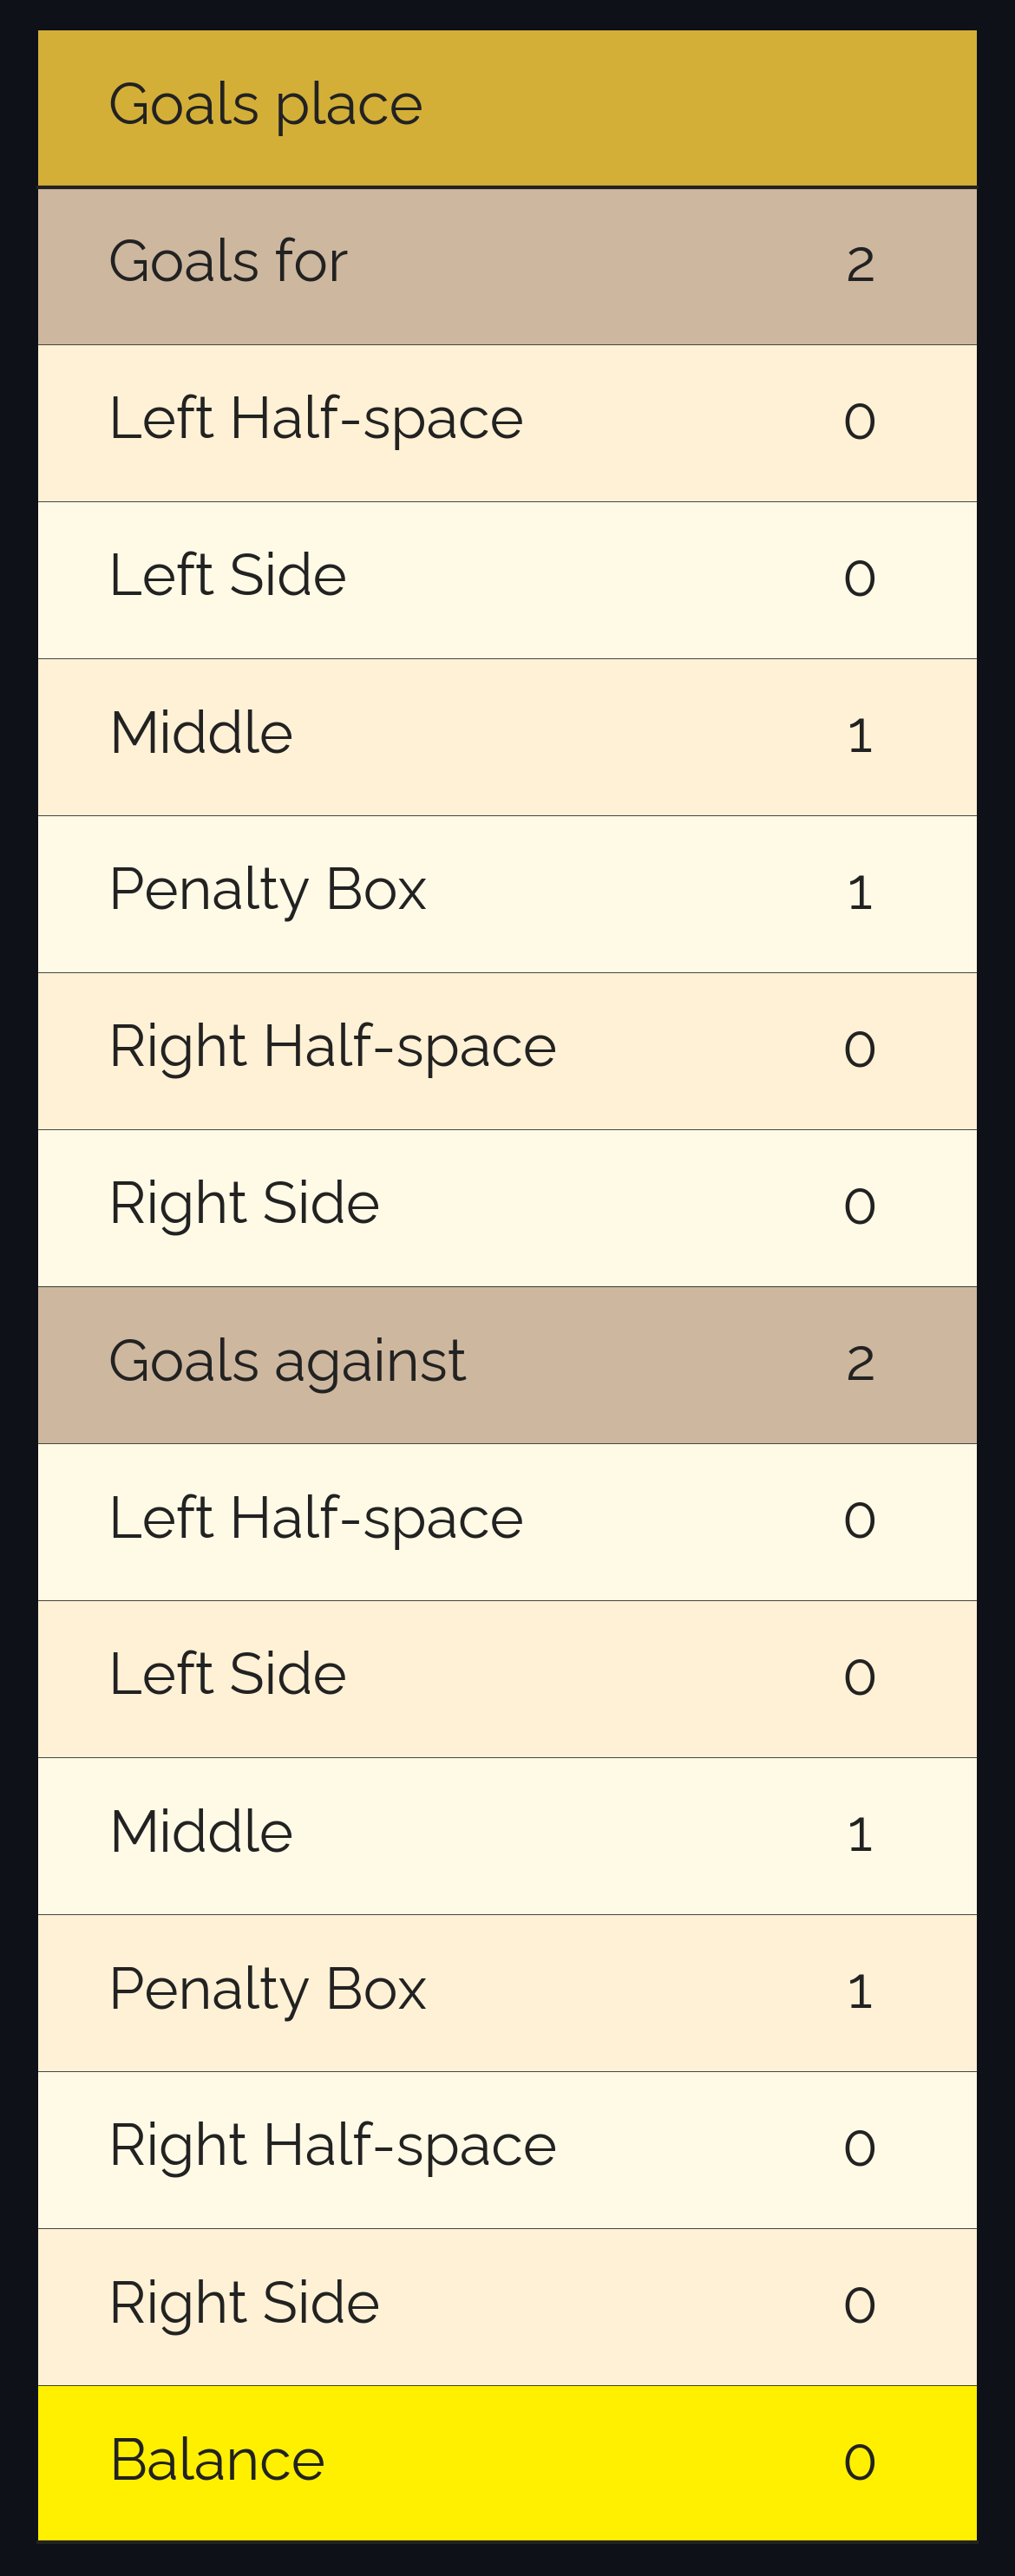 Goals place
Goals for 2
Left Half-space 0
Left Side 0
Middle 1
Penalty Box 1
Right Half-space 0
Right Side 0
Goals against 2
Left Half-space 0
Left Side 0
Middle 1
Penalty Box 1
Right Half-space 0
Right Side 0
Balance 0